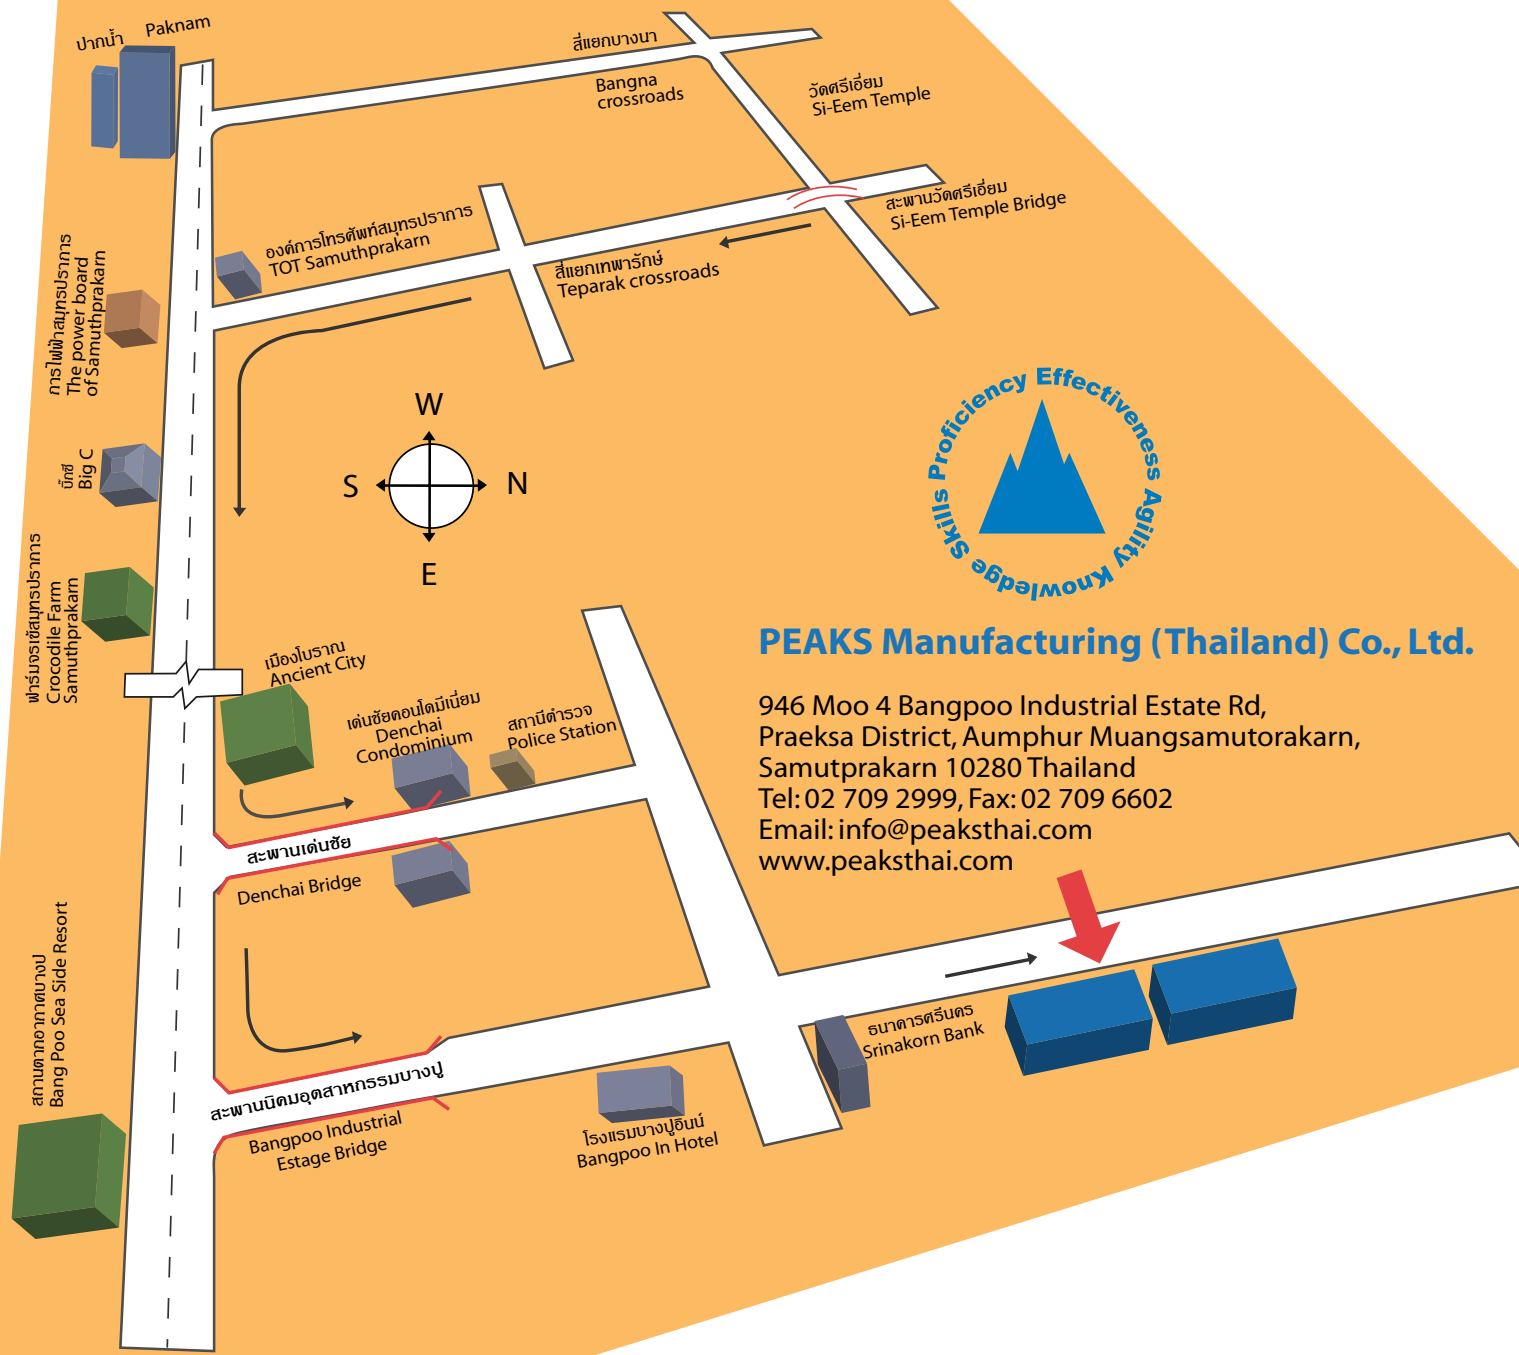 ปากน้ำ
Paknam
สี่แยกบางนา
Bangna
crossroads
วัดศรีเอี่ยม
Si-Eem Temple
สะพานวัดศรีเอี่ยม
Si-Eem Temple Bridge
องค์การโทรศัพท์สมุทรปราการ
TOT Samuthprakarn
สี่แยกเทพารักษ์
Teparak crossroads
การไฟฟ้าสมุทรปราการ
The power board
of Samuthprakarn
บิ๊กซี
Big C
ฟาร์มจรเข้สมุทรปราการ
Crocodile Farm
Samuthprakarn
W
S
N
E
Proficiency Effectiveness Agility Knowledge Skills
PEAKS Manufacturing (Thailand) Co., Ltd.
946 Moo 4 Bangpoo Industrial Estate Rd,
Praeksa District, Aumphur Muangsamutorakarn,
Samutprakarn 10280 Thailand
Tel: 02 709 2999, Fax: 02 709 6602
Email: info@peaksthai.com
www.peaksthai.com
เมืองโบราณ
Ancient City
เด่นชัยคอนโดมีเนี่ยม
Denchai
Condominium
สถานีตำรวจ
Police Station
สะพานเด่นชัย
Denchai Bridge
สถานตากอากาศบางปู
Bang Poo Sea Side Resort
สะพานนิคมอุตสาหกรรมบางปู
Bangpoo Industrial
Estage Bridge
โรงแรมบางปูอินน์
Bangpoo In Hotel
ธนาคารศรีนคร
Srinakorn Bank